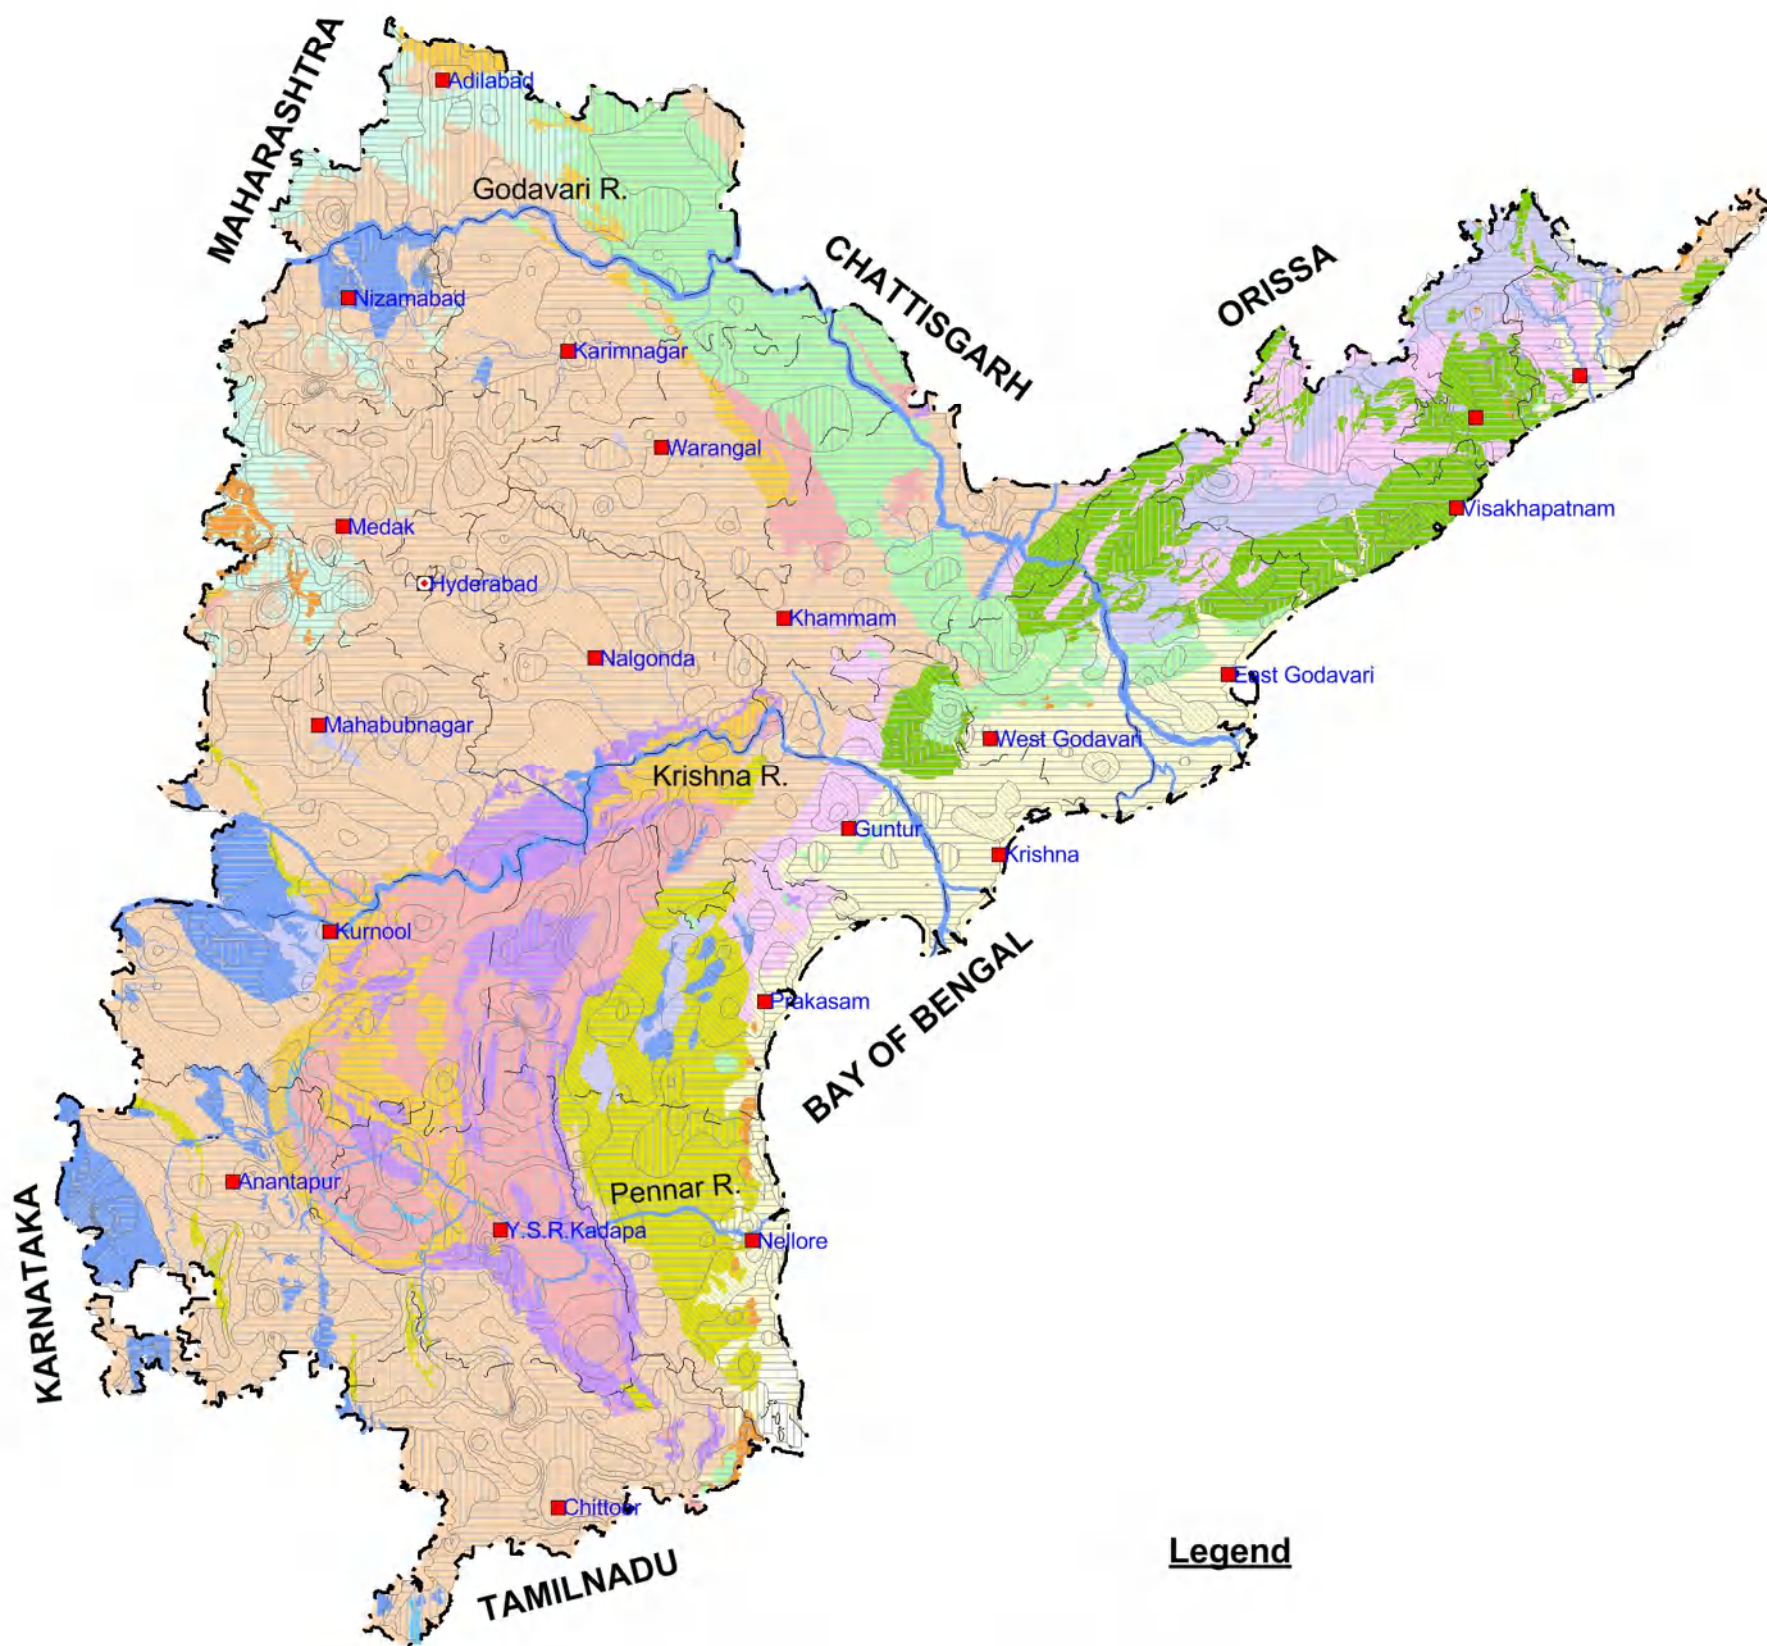 MAHARASHTRA
Adilabad
Godavari R.
CHATTISGARH
ORISSA
Nizamabad
Karimnagar
Warangal
Medak
Visakhapatnam
Hyderabad
Khammam
Nalgonda
East Godavari
Mahabubnagar
West Godavari
Krishna R.
Guntur
Krishna
Kurnool
Prakasam
BAY OF BENGAL
KARNATAKA
Anantapur
Pennar R.
Y.S.R.Kadapa
Nellore
Chittoor
TAMILNADU
Legend